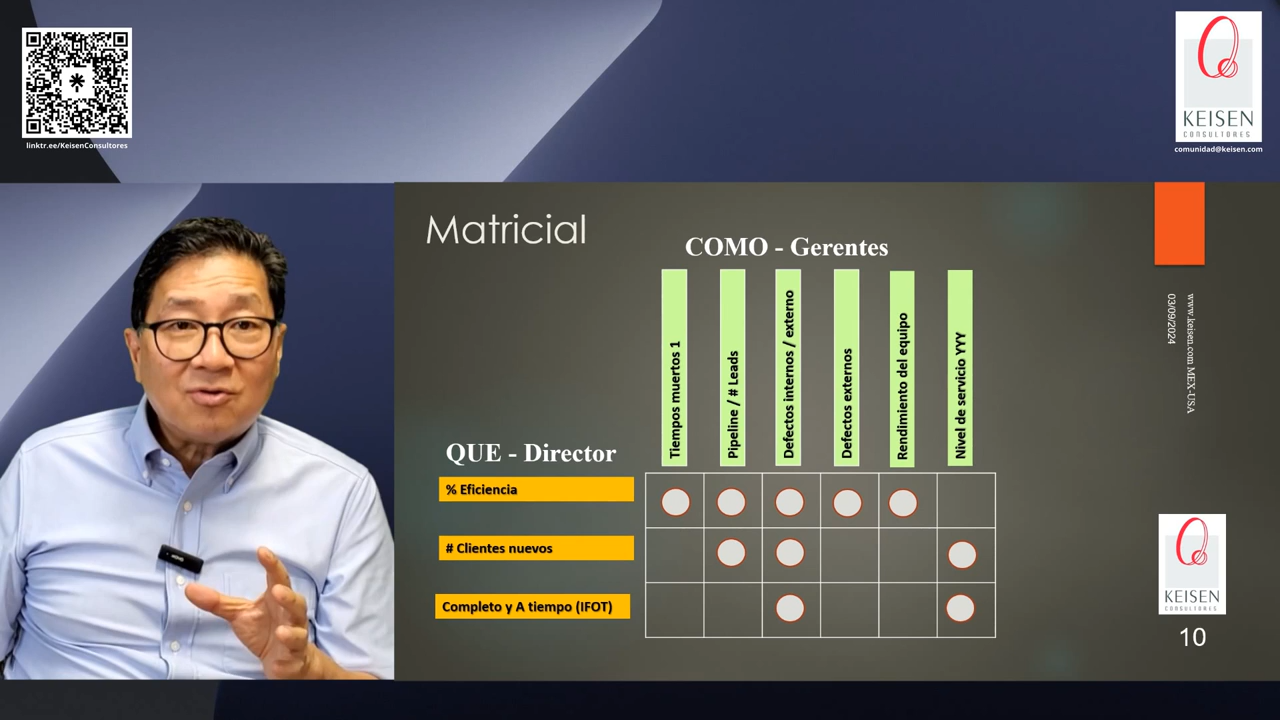 linktr.ee/KeisenConsultores
KEISEN
CONSULTORES
comunidad@keisen.com
Matricial
COMO - Gerentes
Tiempos muertos 1
Pipeline / # Leads
Defectos internos / externo
Defectos externos
Rendimiento del equipo
Nivel de servicio YYY
QUE - Director
% Eficiencia
# Clientes nuevos
Completo y A tiempo (IFOT)
www.keisen.com MEX-USA
03/09/2024
KEISEN
CONSULTORES
10